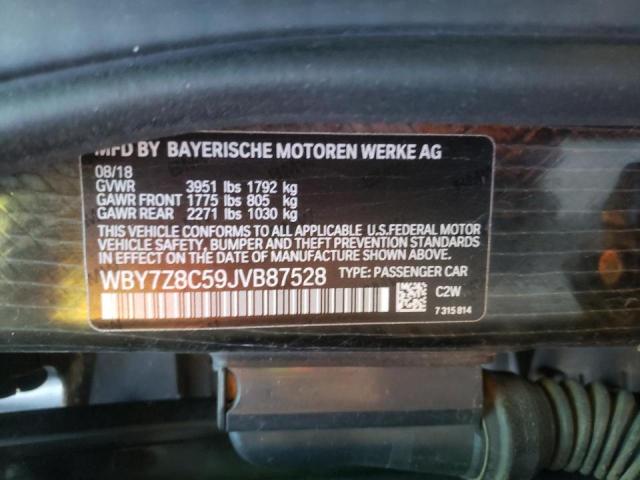 MFD BY BAYERISCHE MOTOREN WERKE AG
08/18
GVWR 3951 lbs 1792 kg
GAWR FRONT 1775 lbs 805 kg
GAWR REAR 2271 lbs 1030 kg
THIS VEHICLE CONFORMS TO ALL APPLICABLE U.S.FEDERAL MOTOR
VEHICLE SAFETY, BUMPER AND THEFT PREVENTION STANDARDS
IN EFFECT ON THE DATE OF MANUFACTURE SHOWN ABOVE.
WBY7Z8C59JVB87528 TYPE: PASSENGER CAR
C2W
7315814